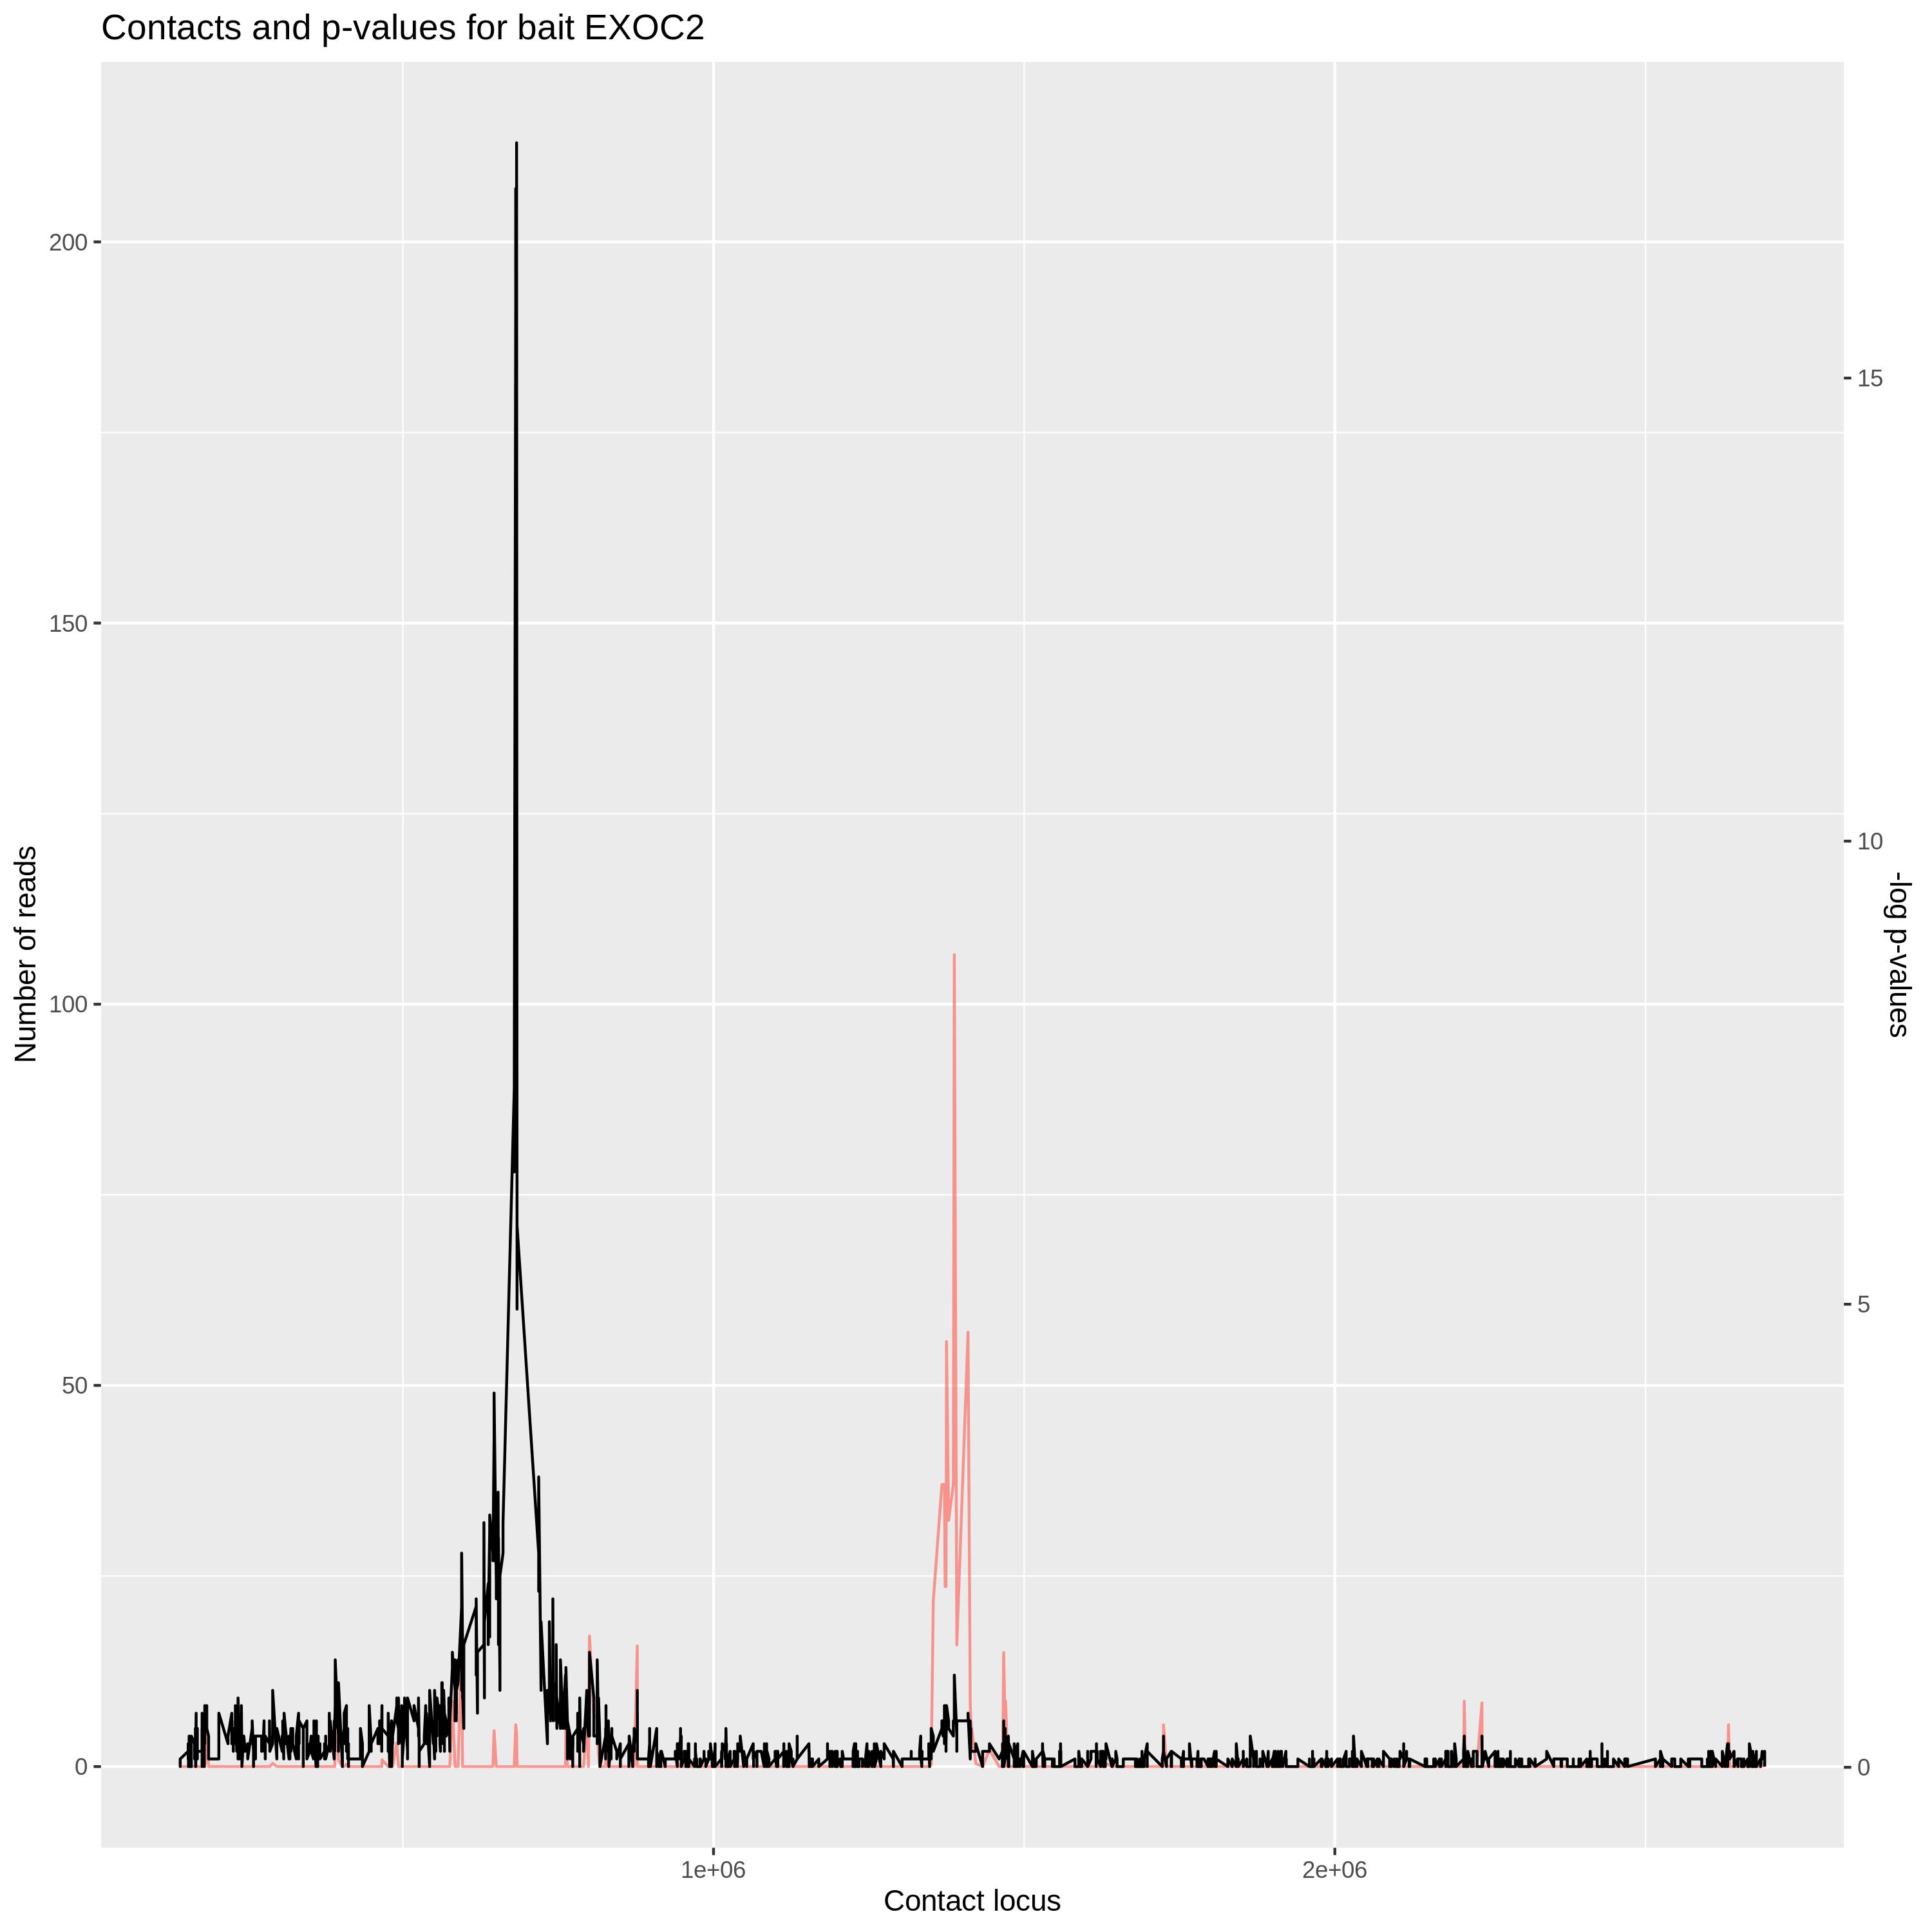 Contacts and p-values for bait EXOC2
Number of reads
200
150
100
50
0
15
10
5
0
-log p-values
1e+06
2e+06
Contact locus